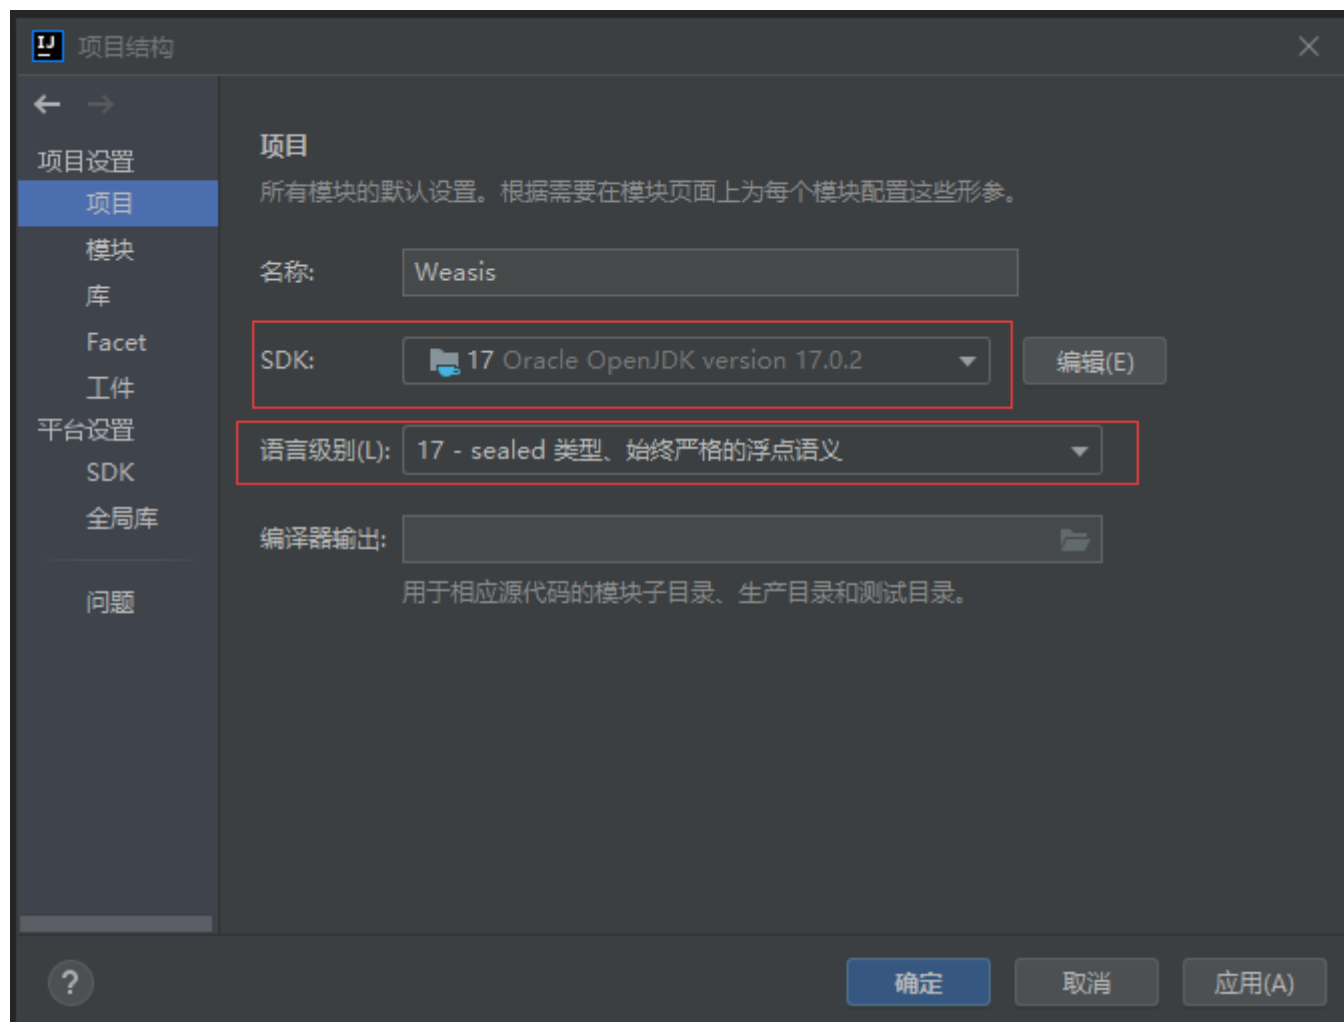 IJ 项目结构
项目设置
项目
模块
库
Facet
工件
平台设置
SDK
全局库
问题
项目
所有模块的默认设置。根据需要在模块页面上为每个模块配置这些形参。
名称: Weasis
SDK: 17 Oracle OpenJDK version 17.0.2 编辑(E)
语言级别(L): 17 - sealed 类型、始终严格的浮点语义
编译器输出:
用于相应源代码的模块子目录、生产目录和测试目录。
? 确定 取消 应用(A)